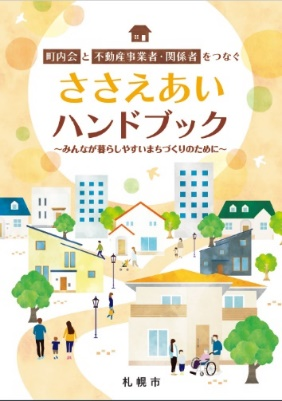 町内会と不動産事業者・関係者をつなぐ
ささえあい
ハンドブック
～みんなが暮らしやすいまちづくりのために～
札幌市